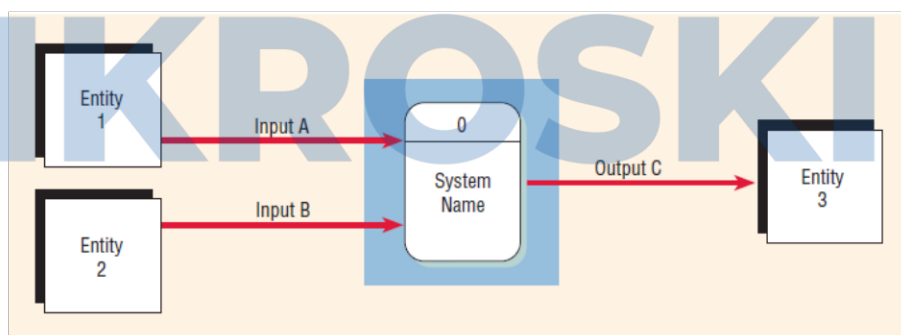 IKROSKI
Entity
1
Input A
0
System
Name
Output C
Entity
3
Input B
Entity
2